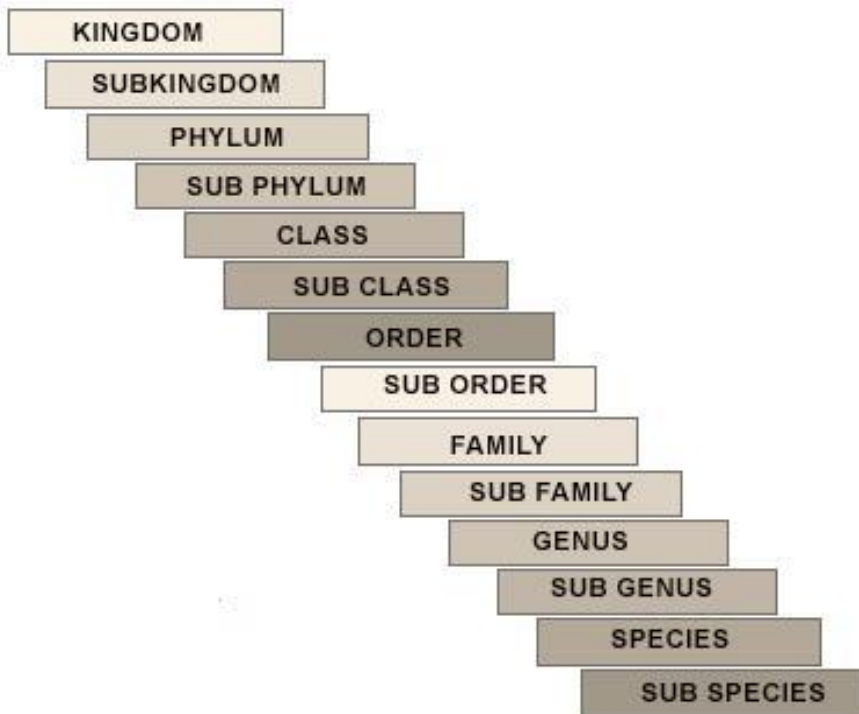 KINGDOM
SUBKINGDOM
PHYLUM
SUB PHYLUM
CLASS
SUB CLASS
ORDER
SUB ORDER
FAMILY
SUB FAMILY
GENUS
SUB GENUS
SPECIES
SUB SPECIES